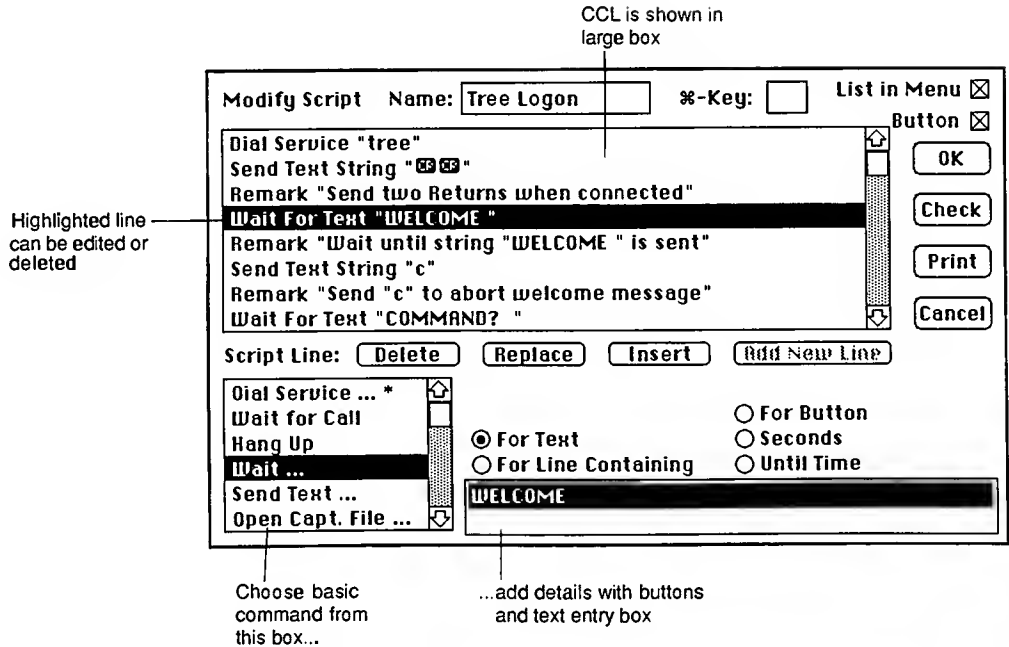 CCL is shown in
large box
Modify Script Name: Tree Logon ⌘-Key: List in Menu
Button
Dial Service "tree"
Send Text String "CR CR"
Remark "Send two Returns when connected"
Wait For Text "WELCOME "
Remark "Wait until string "WELCOME " is sent"
Send Text String "c"
Remark "Send "c" to abort welcome message"
Wait For Text "COMMAND? "
OK
Check
Print
Cancel
Highlighted line
can be edited or
deleted
Script Line: Delete Replace Insert Add New Line
Dial Service ... *
Wait for Call
Hang Up
Wait ...
Send Text ...
Open Capt. File ...
For Text
For Line Containing
For Button
Seconds
Until Time
WELCOME
Choose basic
command from
this box...
...add details with buttons
and text entry box